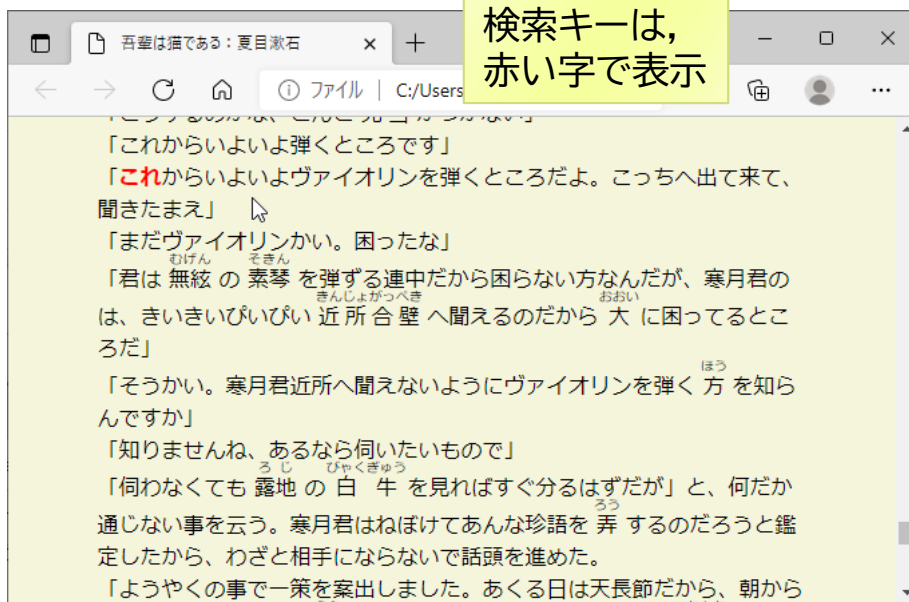 検索キーは,
赤い字で表示
吾輩は猫である：夏目漱石
ファイル | C:/Users
「これからいよいよ弾くところです」
「これからいよいよヴァイオリンを弾くところだよ。こっちへ出て来て、
聞きたまえ」
「まだヴァイオリンかい。困ったな」
むげん そきん
「君は 無絃 の 素琴 を弾ずる連中だから困らない方なんだが、寒月君の
きんじょがっぺき おおい
は、きいきいぴいぴい 近所合壁 へ聞えるのだから 大 に困ってるとこ
ろだ」
ほう
「そうかい。寒月君近所へ聞えないようにヴァイオリンを弾く 方 を知ら
んですか」
「知りませんね、あるなら伺いたいもので」
ろじ びゃくぎゅう
「伺わなくても 露地 の 白牛 を見ればすぐ分るはずだが」と、何だか
ろう
通じない事を云う。寒月君はねぼけてあんな珍語を 弄 するのだろうと鑑
定したから、わざと相手にならないで話頭を進めた。
「ようやくの事で一策を案出しました。あくる日は天長節だから、朝から